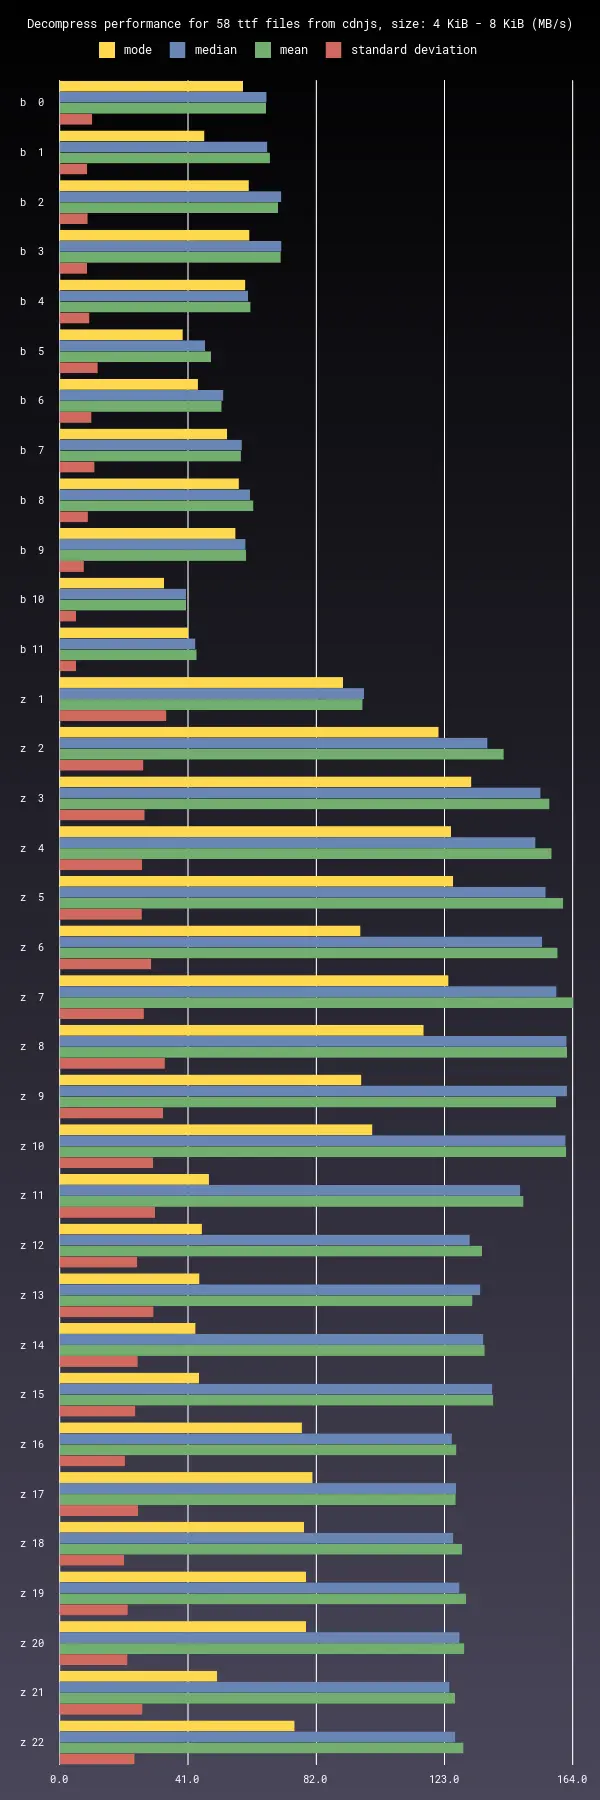 Decompress performance for 58 ttf files from cdnjs, size: 4 KiB - 8 KiB (MB/s)
mode median mean standard deviation
b 0
b 1
b 2
b 3
b 4
b 5
b 6
b 7
b 8
b 9
b 10
b 11
z 1
z 2
z 3
z 4
z 5
z 6
z 7
z 8
z 9
z 10
z 11
z 12
z 13
z 14
z 15
z 16
z 17
z 18
z 19
z 20
z 21
z 22
0.0 41.0 82.0 123.0 164.0